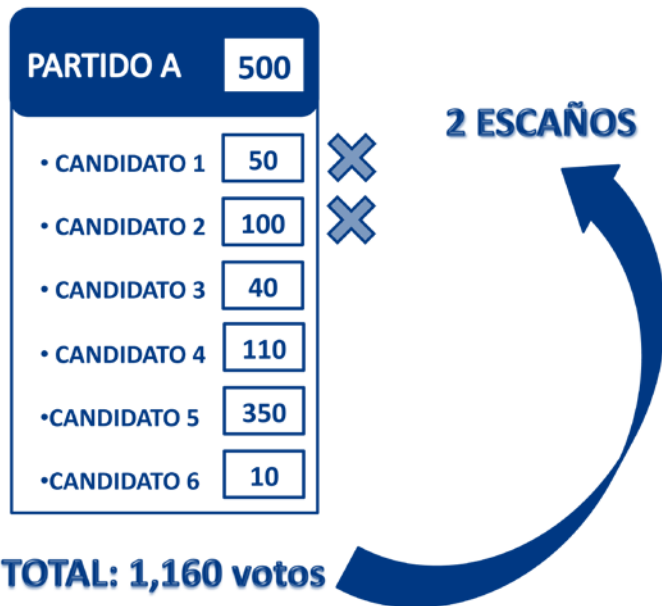 PARTIDO A 500
2 ESCAÑOS
• CANDIDATO 1 50
• CANDIDATO 2 100
• CANDIDATO 3 40
• CANDIDATO 4 110
•CANDIDATO 5 350
•CANDIDATO 6 10
TOTAL: 1,160 votos